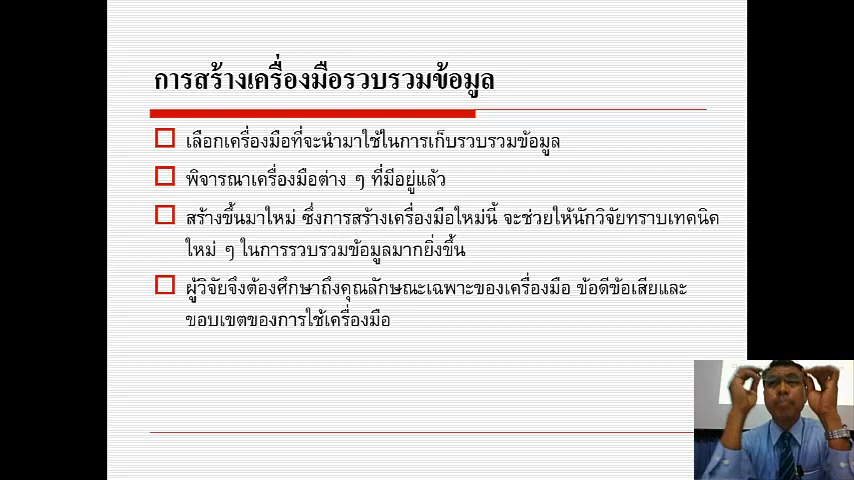 การสร้างเครื่องมือรวบรวมข้อมูล
เลือกเครื่องมือที่จะนำมาใช้ในการเก็บรวบรวมข้อมูล
พิจารณาเครื่องมือต่าง ๆ ที่มีอยู่แล้ว
สร้างขึ้นมาใหม่ ซึ่งการสร้างเครื่องมือใหม่นี้ จะช่วยให้นักวิจัยทราบเทคนิค
ใหม่ ๆ ในการรวบรวมข้อมูลมากยิ่งขึ้น
ผู้วิจัยจึงต้องศึกษาถึงคุณลักษณะเฉพาะของเครื่องมือ ข้อดีข้อเสียและ
ขอบเขตของการใช้เครื่องมือ